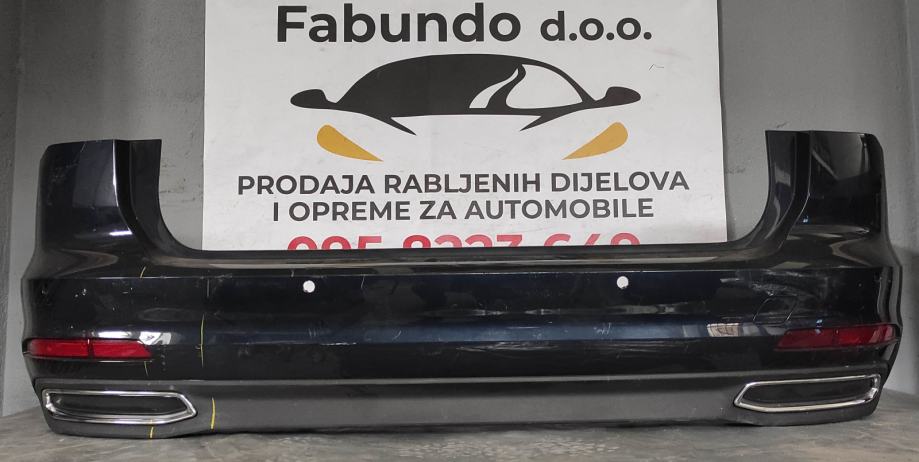 Fabundo d.o.o.
PRODAJA RABLJENIH DIJELOVA
I OPREME ZA AUTOMOBILE